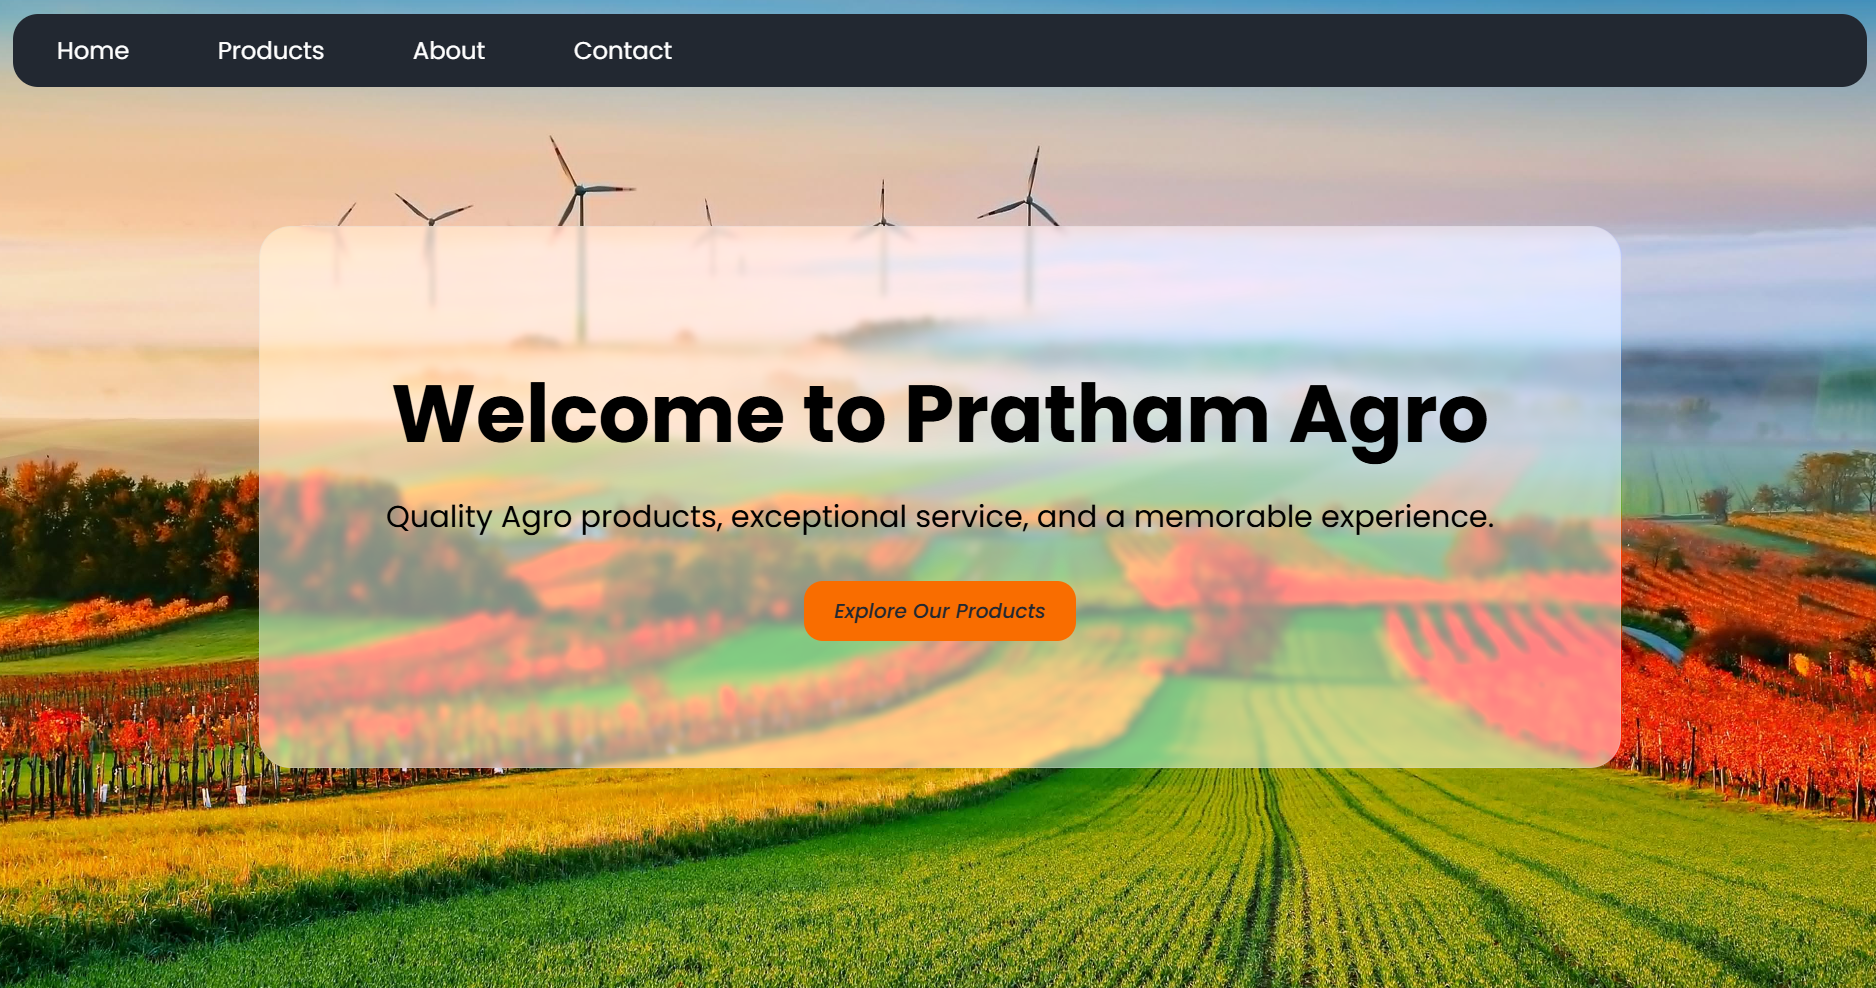 Home Products About Contact
Welcome to Pratham Agro
Quality Agro products, exceptional service, and a memorable experience.
Explore Our Products